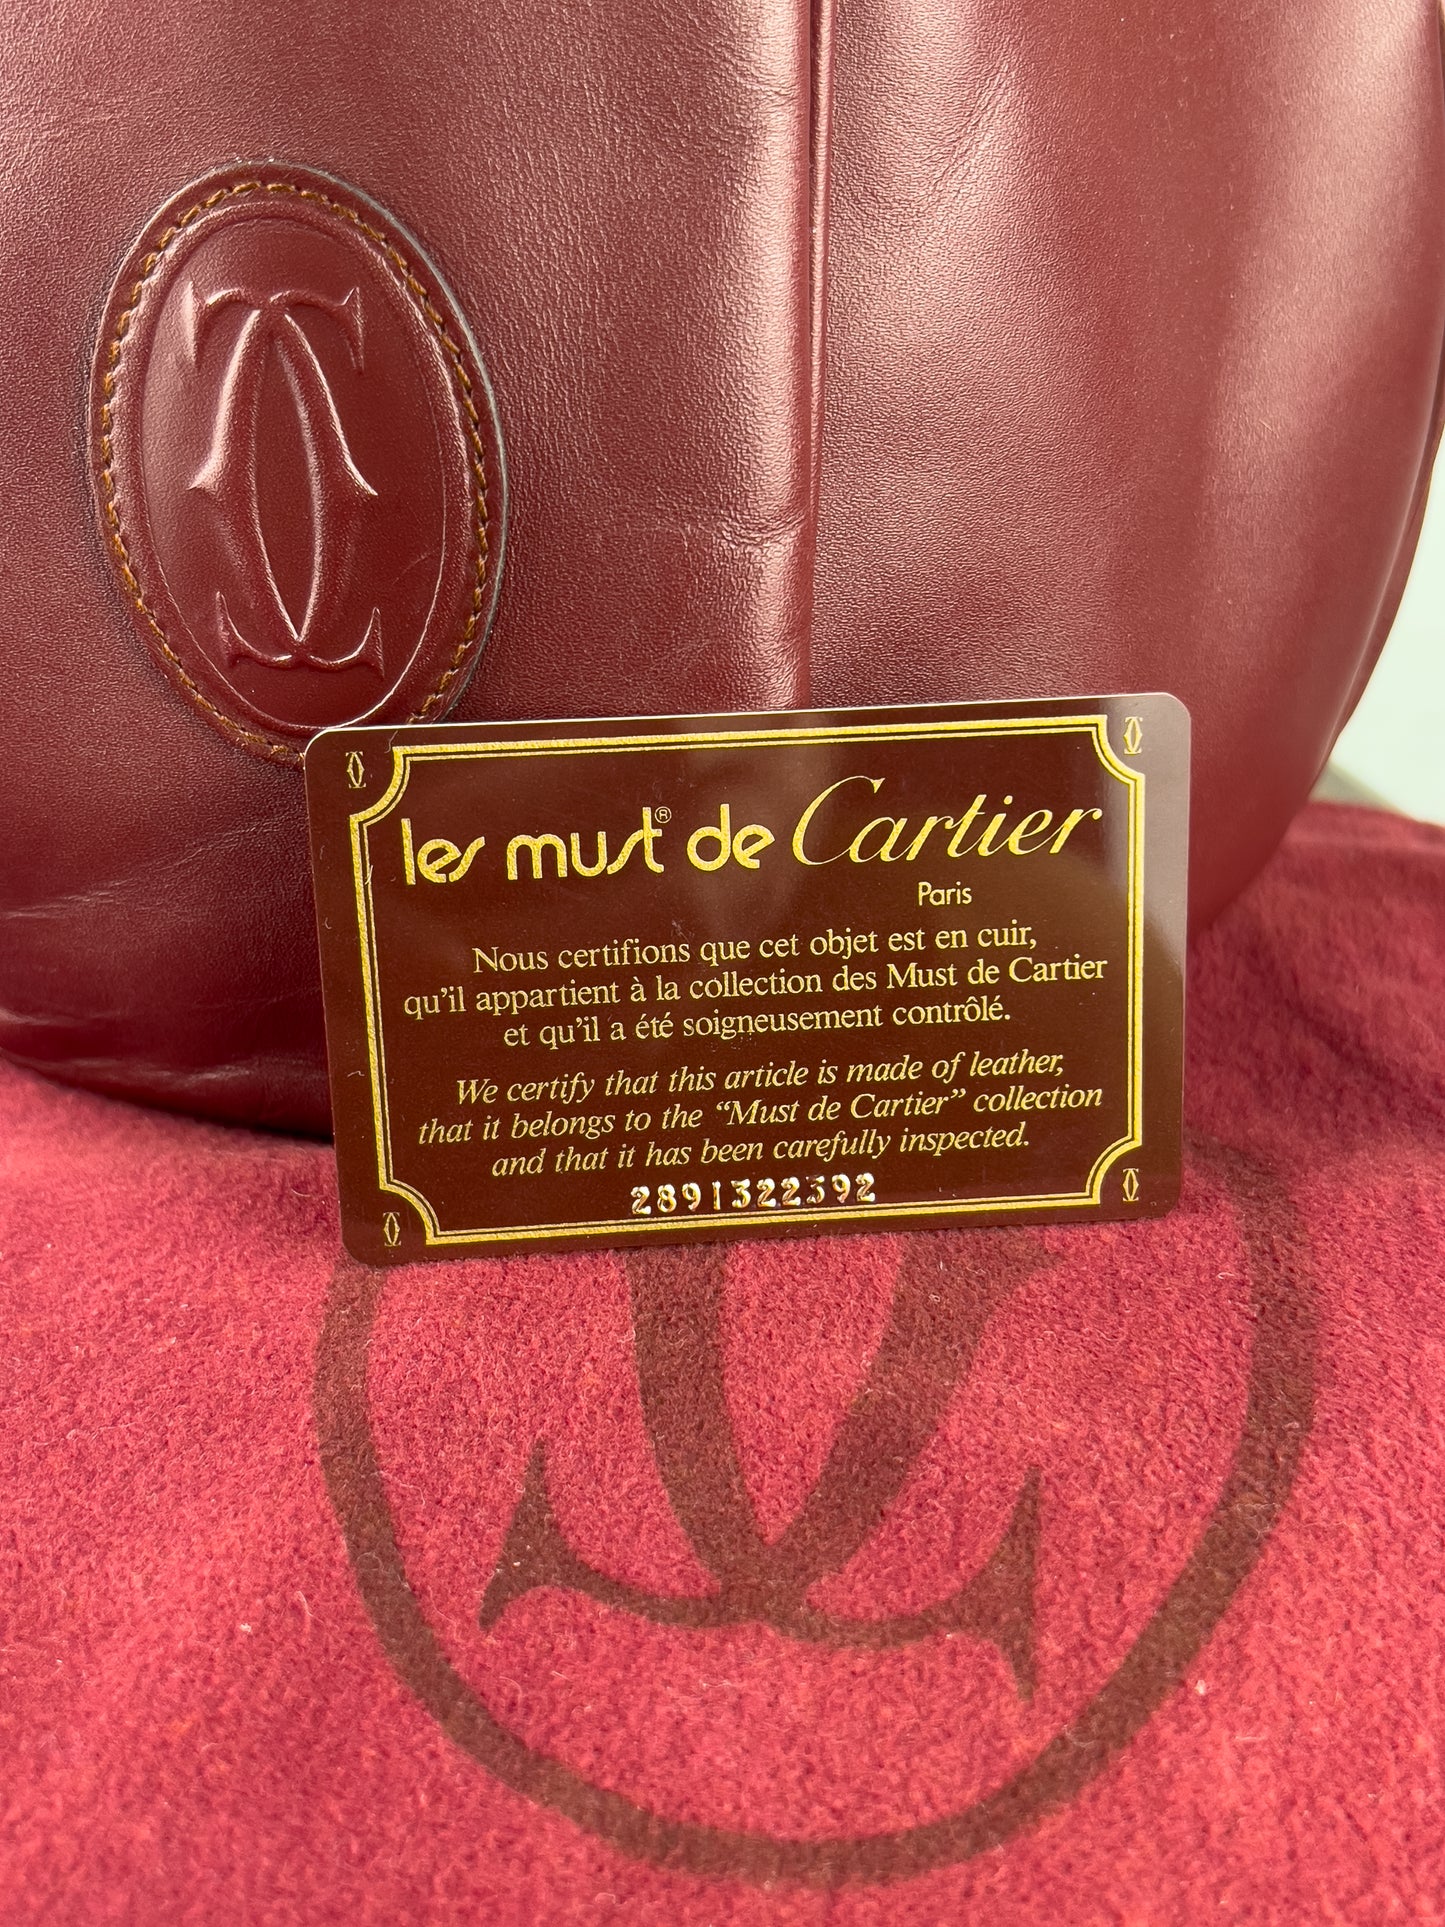 les must® de Cartier
Paris
Nous certifions que cet objet est en cuir,
qu'il appartient à la collection des Must de Cartier
et qu'il a été soigneusement contrôlé.
We certify that this article is made of leather,
that it belongs to the “Must de Cartier” collection
and that it has been carefully inspected.
2891322392